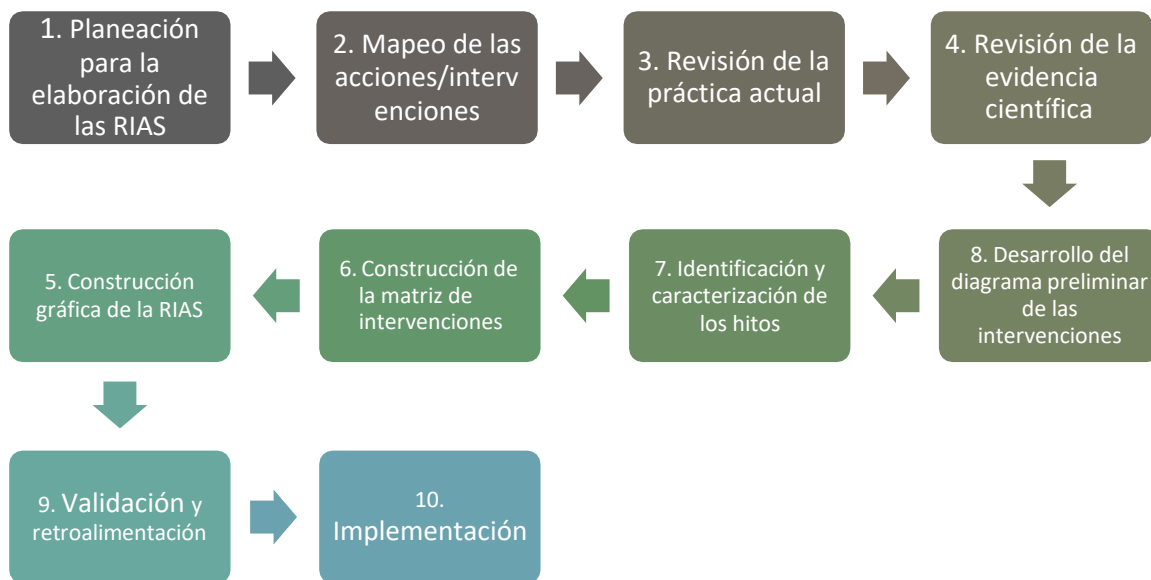 1. Planeación
para la
elaboración de
las RIAS
2. Mapeo de las
acciones/interv
enciones
3. Revisión de la
práctica actual
4. Revisión de la
evidencia
científica
8. Desarrollo del
diagrama preliminar
de las
intervenciones
7. Identificación y
caracterización de
los hitos
6. Construcción de
la matriz de
intervenciones
5. Construcción
gráfica de la RIAS
9. Validación y
retroalimentación
10.
Implementación